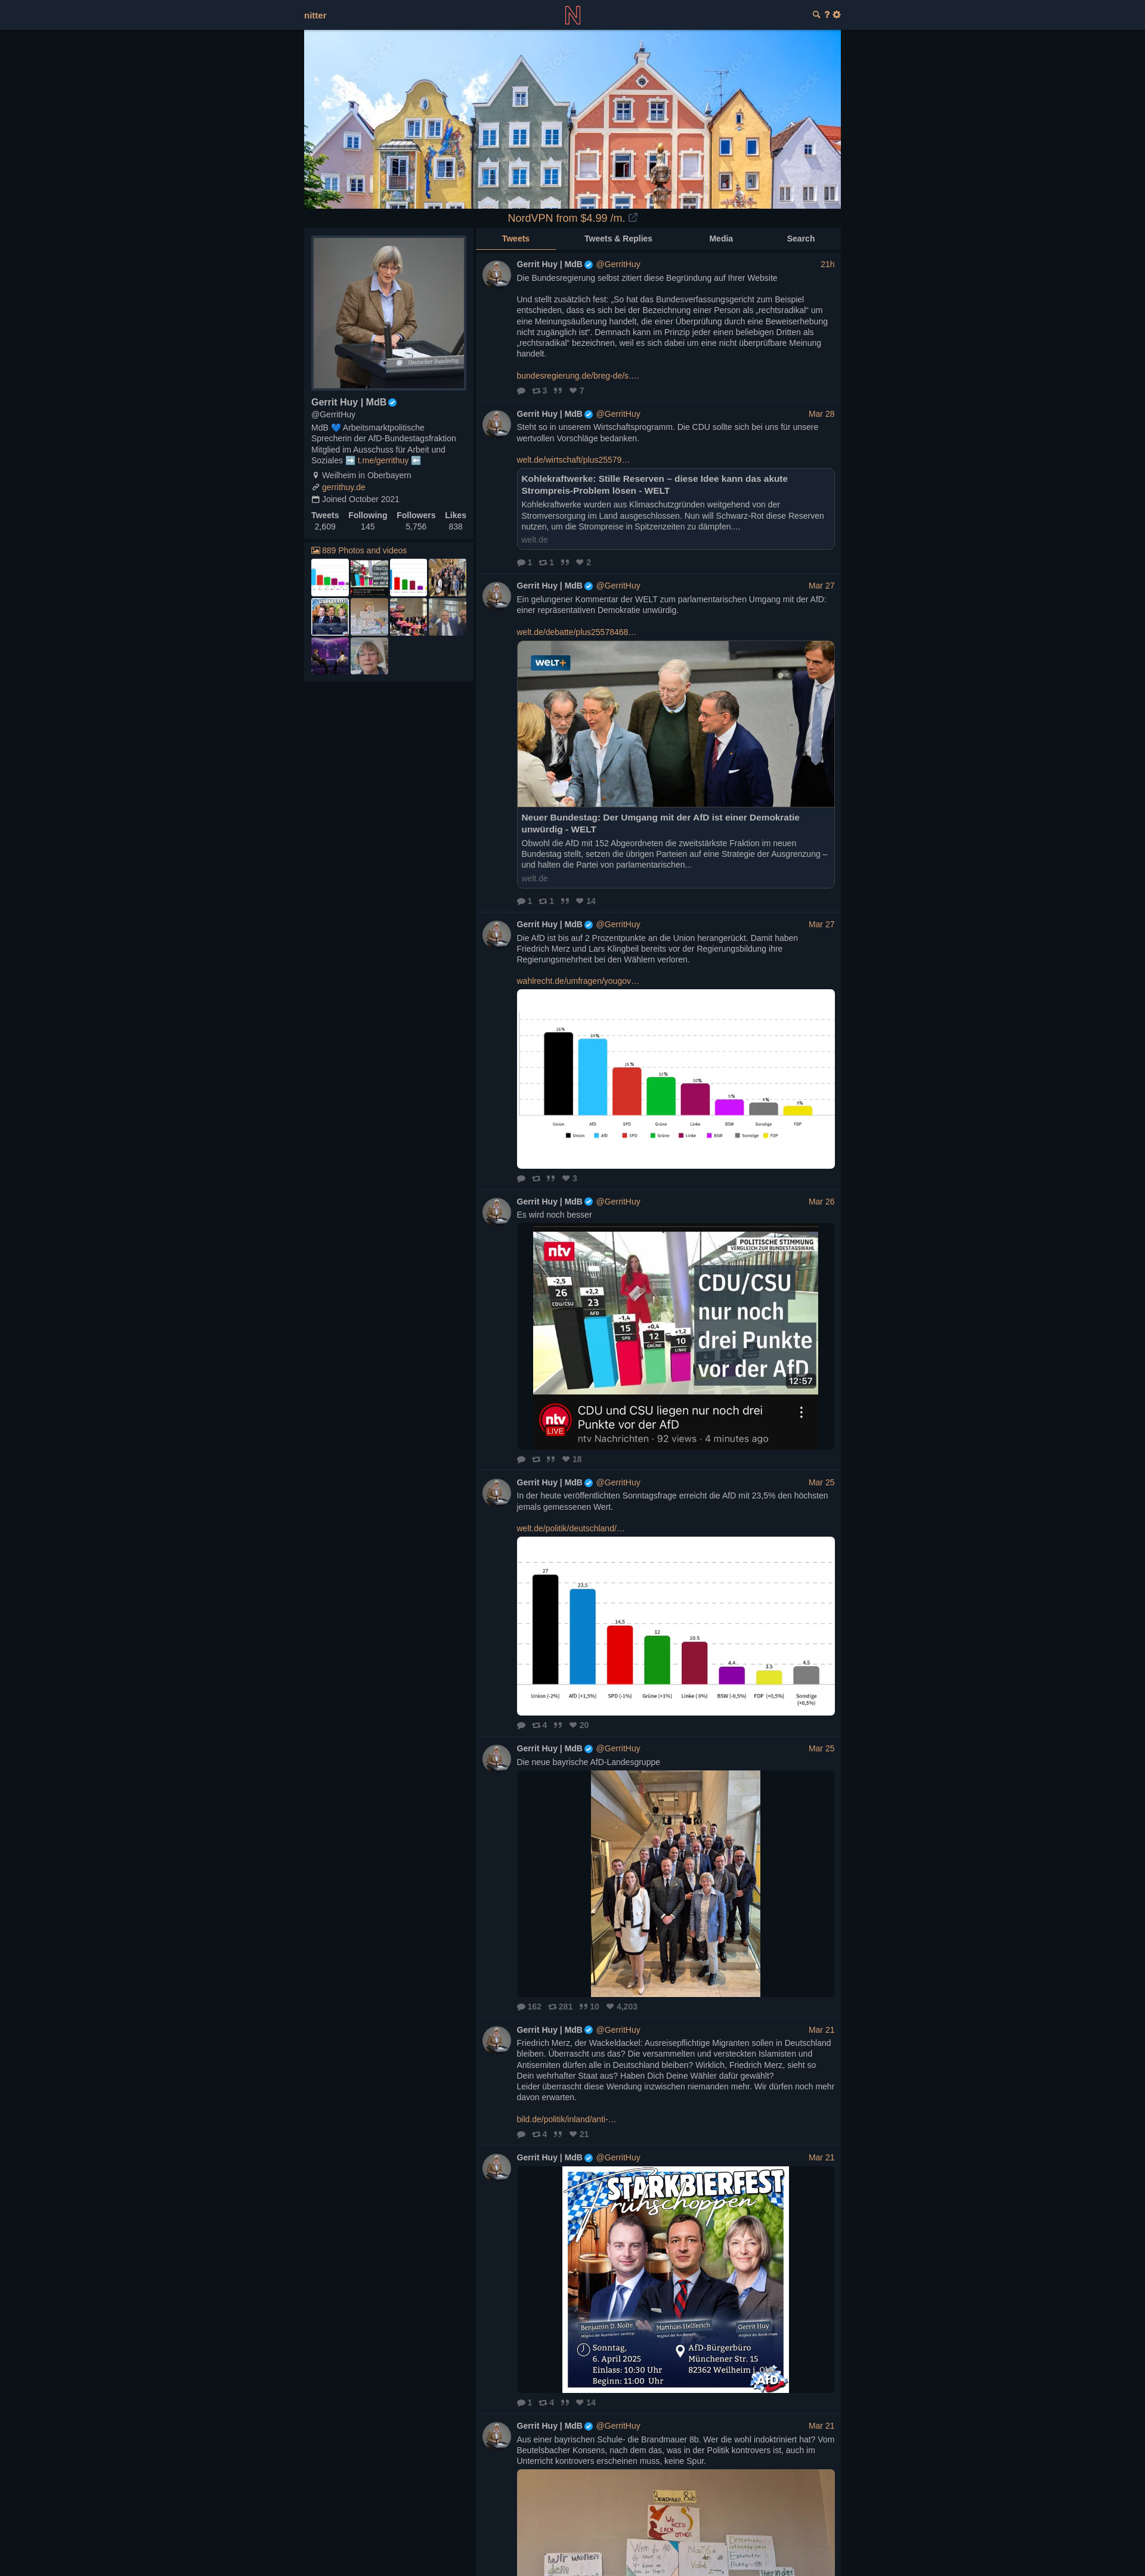 nitter
NordVPN from $4.99 /m.
Deutscher Bundestag
Gerrit Huy | MdB
@GerritHuy
MdB 💙 Arbeitsmarktpolitische
Sprecherin der AfD-Bundestagsfraktion
Mitglied im Ausschuss für Arbeit und
Soziales ➡️ t.me/gerrithuy ⬅️
Weilheim in Oberbayern
gerrithuy.de
Joined October 2021
Tweets Following Followers Likes
2,609 145 5,756 838
889 Photos and videos
Tweets Tweets & Replies Media Search
Gerrit Huy | MdB @GerritHuy 21h
Die Bundesregierung selbst zitiert diese Begründung auf Ihrer Website
Und stellt zusätzlich fest: „So hat das Bundesverfassungsgericht zum Beispiel
entschieden, dass es sich bei der Bezeichnung einer Person als „rechtsradikal“ um
eine Meinungsäußerung handelt, die einer Überprüfung durch eine Beweiserhebung
nicht zugänglich ist“. Demnach kann im Prinzip jeder einen beliebigen Dritten als
„rechtsradikal“ bezeichnen, weil es sich dabei um eine nicht überprüfbare Meinung
handelt.
bundesregierung.de/breg-de/s….
3 7
Gerrit Huy | MdB @GerritHuy Mar 28
Steht so in unserem Wirtschaftsprogramm. Die CDU sollte sich bei uns für unsere
wertvollen Vorschläge bedanken.
welt.de/wirtschaft/plus25579…
Kohlekraftwerke: Stille Reserven – diese Idee kann das akute
Strompreis-Problem lösen - WELT
Kohlekraftwerke wurden aus Klimaschutzgründen weitgehend von der
Stromversorgung im Land ausgeschlossen. Nun will Schwarz-Rot diese Reserven
nutzen, um die Strompreise in Spitzenzeiten zu dämpfen....
welt.de
1 1 2
Gerrit Huy | MdB @GerritHuy Mar 27
Ein gelungener Kommentar der WELT zum parlamentarischen Umgang mit der AfD:
einer repräsentativen Demokratie unwürdig.
welt.de/debatte/plus25578468…
WELT+
Neuer Bundestag: Der Umgang mit der AfD ist einer Demokratie
unwürdig - WELT
Obwohl die AfD mit 152 Abgeordneten die zweitstärkste Fraktion im neuen
Bundestag stellt, setzen die übrigen Parteien auf eine Strategie der Ausgrenzung –
und halten die Partei von parlamentarischen...
welt.de
1 1 14
Gerrit Huy | MdB @GerritHuy Mar 27
Die AfD ist bis auf 2 Prozentpunkte an die Union herangerückt. Damit haben
Friedrich Merz und Lars Klingbeil bereits vor der Regierungsbildung ihre
Regierungsmehrheit bei den Wählern verloren.
wahlrecht.de/umfragen/yougov…
26% 24% 15 % 12 % 10% 5 % 4% 3%
Union AfD SPD Grüne Linke BSW Sonstige FDP
Union AfD SPD Grüne Linke BSW Sonstige FDP
3
Gerrit Huy | MdB @GerritHuy Mar 26
Es wird noch besser
ntv
POLITISCHE STIMMUNG
VERGLEICH ZUR BUNDESTAGSWAHL
-2,5 +2,2 -1,4 +0,4 +1,2
26 23 15 12 10
CDU/CSU AFD SPD GRÜNE LINKE
CDU/CSU
nur noch
drei Punkte
vor der AfD
12:57
ntv
LIVE
CDU und CSU liegen nur noch drei
Punkte vor der AfD
ntv Nachrichten · 92 views · 4 minutes ago
18
Gerrit Huy | MdB @GerritHuy Mar 25
In der heute veröffentlichten Sonntagsfrage erreicht die AfD mit 23,5% den höchsten
jemals gemessenen Wert.
welt.de/politik/deutschland/…
27 23.5 14.5 12 10.5 4.4 3.5 4.5
Union (-2%) AfD (+1,5%) SPD (-1%) Grüne (+1%) Linke ( 0%) BSW (-0,5%) FDP (+0,5%) Sonstige
(+0,5%)
4 20
Gerrit Huy | MdB @GerritHuy Mar 25
Die neue bayrische AfD-Landesgruppe
162 281 10 4,203
Gerrit Huy | MdB @GerritHuy Mar 21
Friedrich Merz, der Wackeldackel: Ausreisepflichtige Migranten sollen in Deutschland
bleiben. Überrascht uns das? Die versammelten und versteckten Islamisten und
Antisemiten dürfen alle in Deutschland bleiben? Wirklich, Friedrich Merz, sieht so
Dein wehrhafter Staat aus? Haben Dich Deine Wähler dafür gewählt?
Leider überrascht diese Wendung inzwischen niemanden mehr. Wir dürfen noch mehr
davon erwarten.
bild.de/politik/inland/anti-…
4 21
Gerrit Huy | MdB @GerritHuy Mar 21
STARKBIERFEST
Frühschoppen
Benjamin D. Nolte Matthias Helferich Gerrit Huy
Sonntag,
6. April 2025
Einlass: 10:30 Uhr
Beginn: 11:00 Uhr
AfD-Bürgerbüro
Münchener Str. 15
82362 Weilheim i. Ob
AfD
1 4 14
Gerrit Huy | MdB @GerritHuy Mar 21
Aus einer bayrischen Schule- die Brandmauer 8b. Wer die wohl indoktriniert hat? Vom
Beutelsbacher Konsens, nach dem das, was in der Politik kontrovers ist, auch im
Unterricht kontrovers erscheinen muss, keine Spur.
BRANDMAUER 8b
WE
NEED
EACH
OTHER
Wir wollen